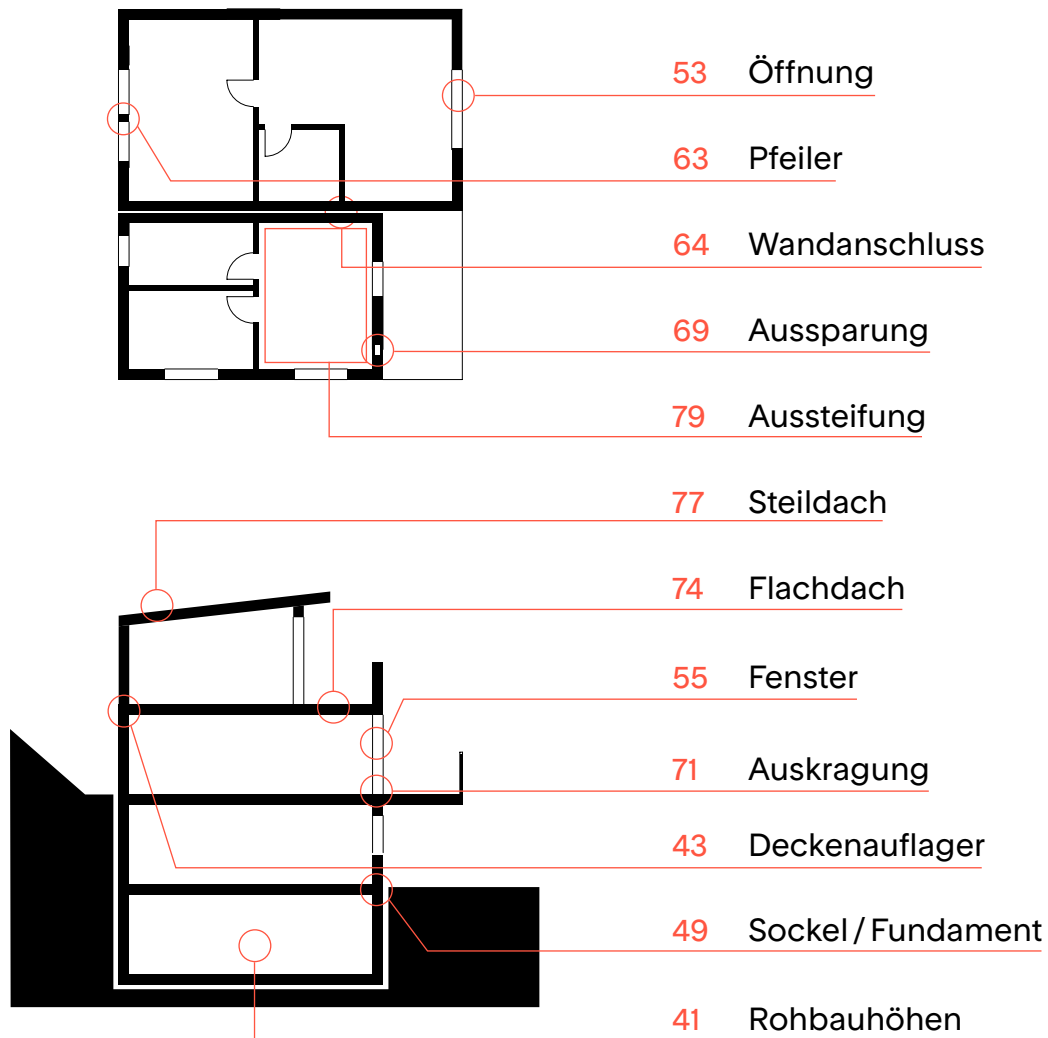 53 Öffnung
63 Pfeiler
64 Wandanschluss
69 Aussparung
79 Aussteifung
77 Steildach
74 Flachdach
55 Fenster
71 Auskragung
43 Deckenauflager
49 Sockel / Fundament
41 Rohbauhöhen